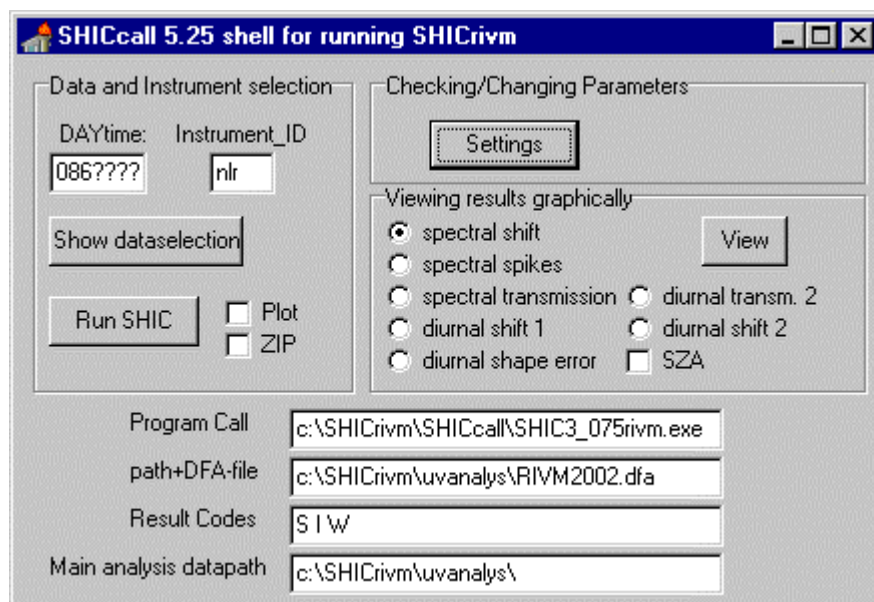 SHICcall 5.25 shell for running SHICrivm
Data and Instrument selection
DAYtime: Instrument_ID
086???? nlr
Show dataselection
Run SHIC
Plot
ZIP
Checking/Changing Parameters
Settings
Viewing results graphically
spectral shift
View
spectral spikes
spectral transmission diurnal transm. 2
diurnal shift 1 diurnal shift 2
diurnal shape error SZA
Program Call c:\SHICrivm\SHICcall\SHIC3_075rivm.exe
path+DFA-file c:\SHICrivm\uvanalys\RIVM2002.dfa
Result Codes S I W
Main analysis datapath c:\SHICrivm\uvanalys\